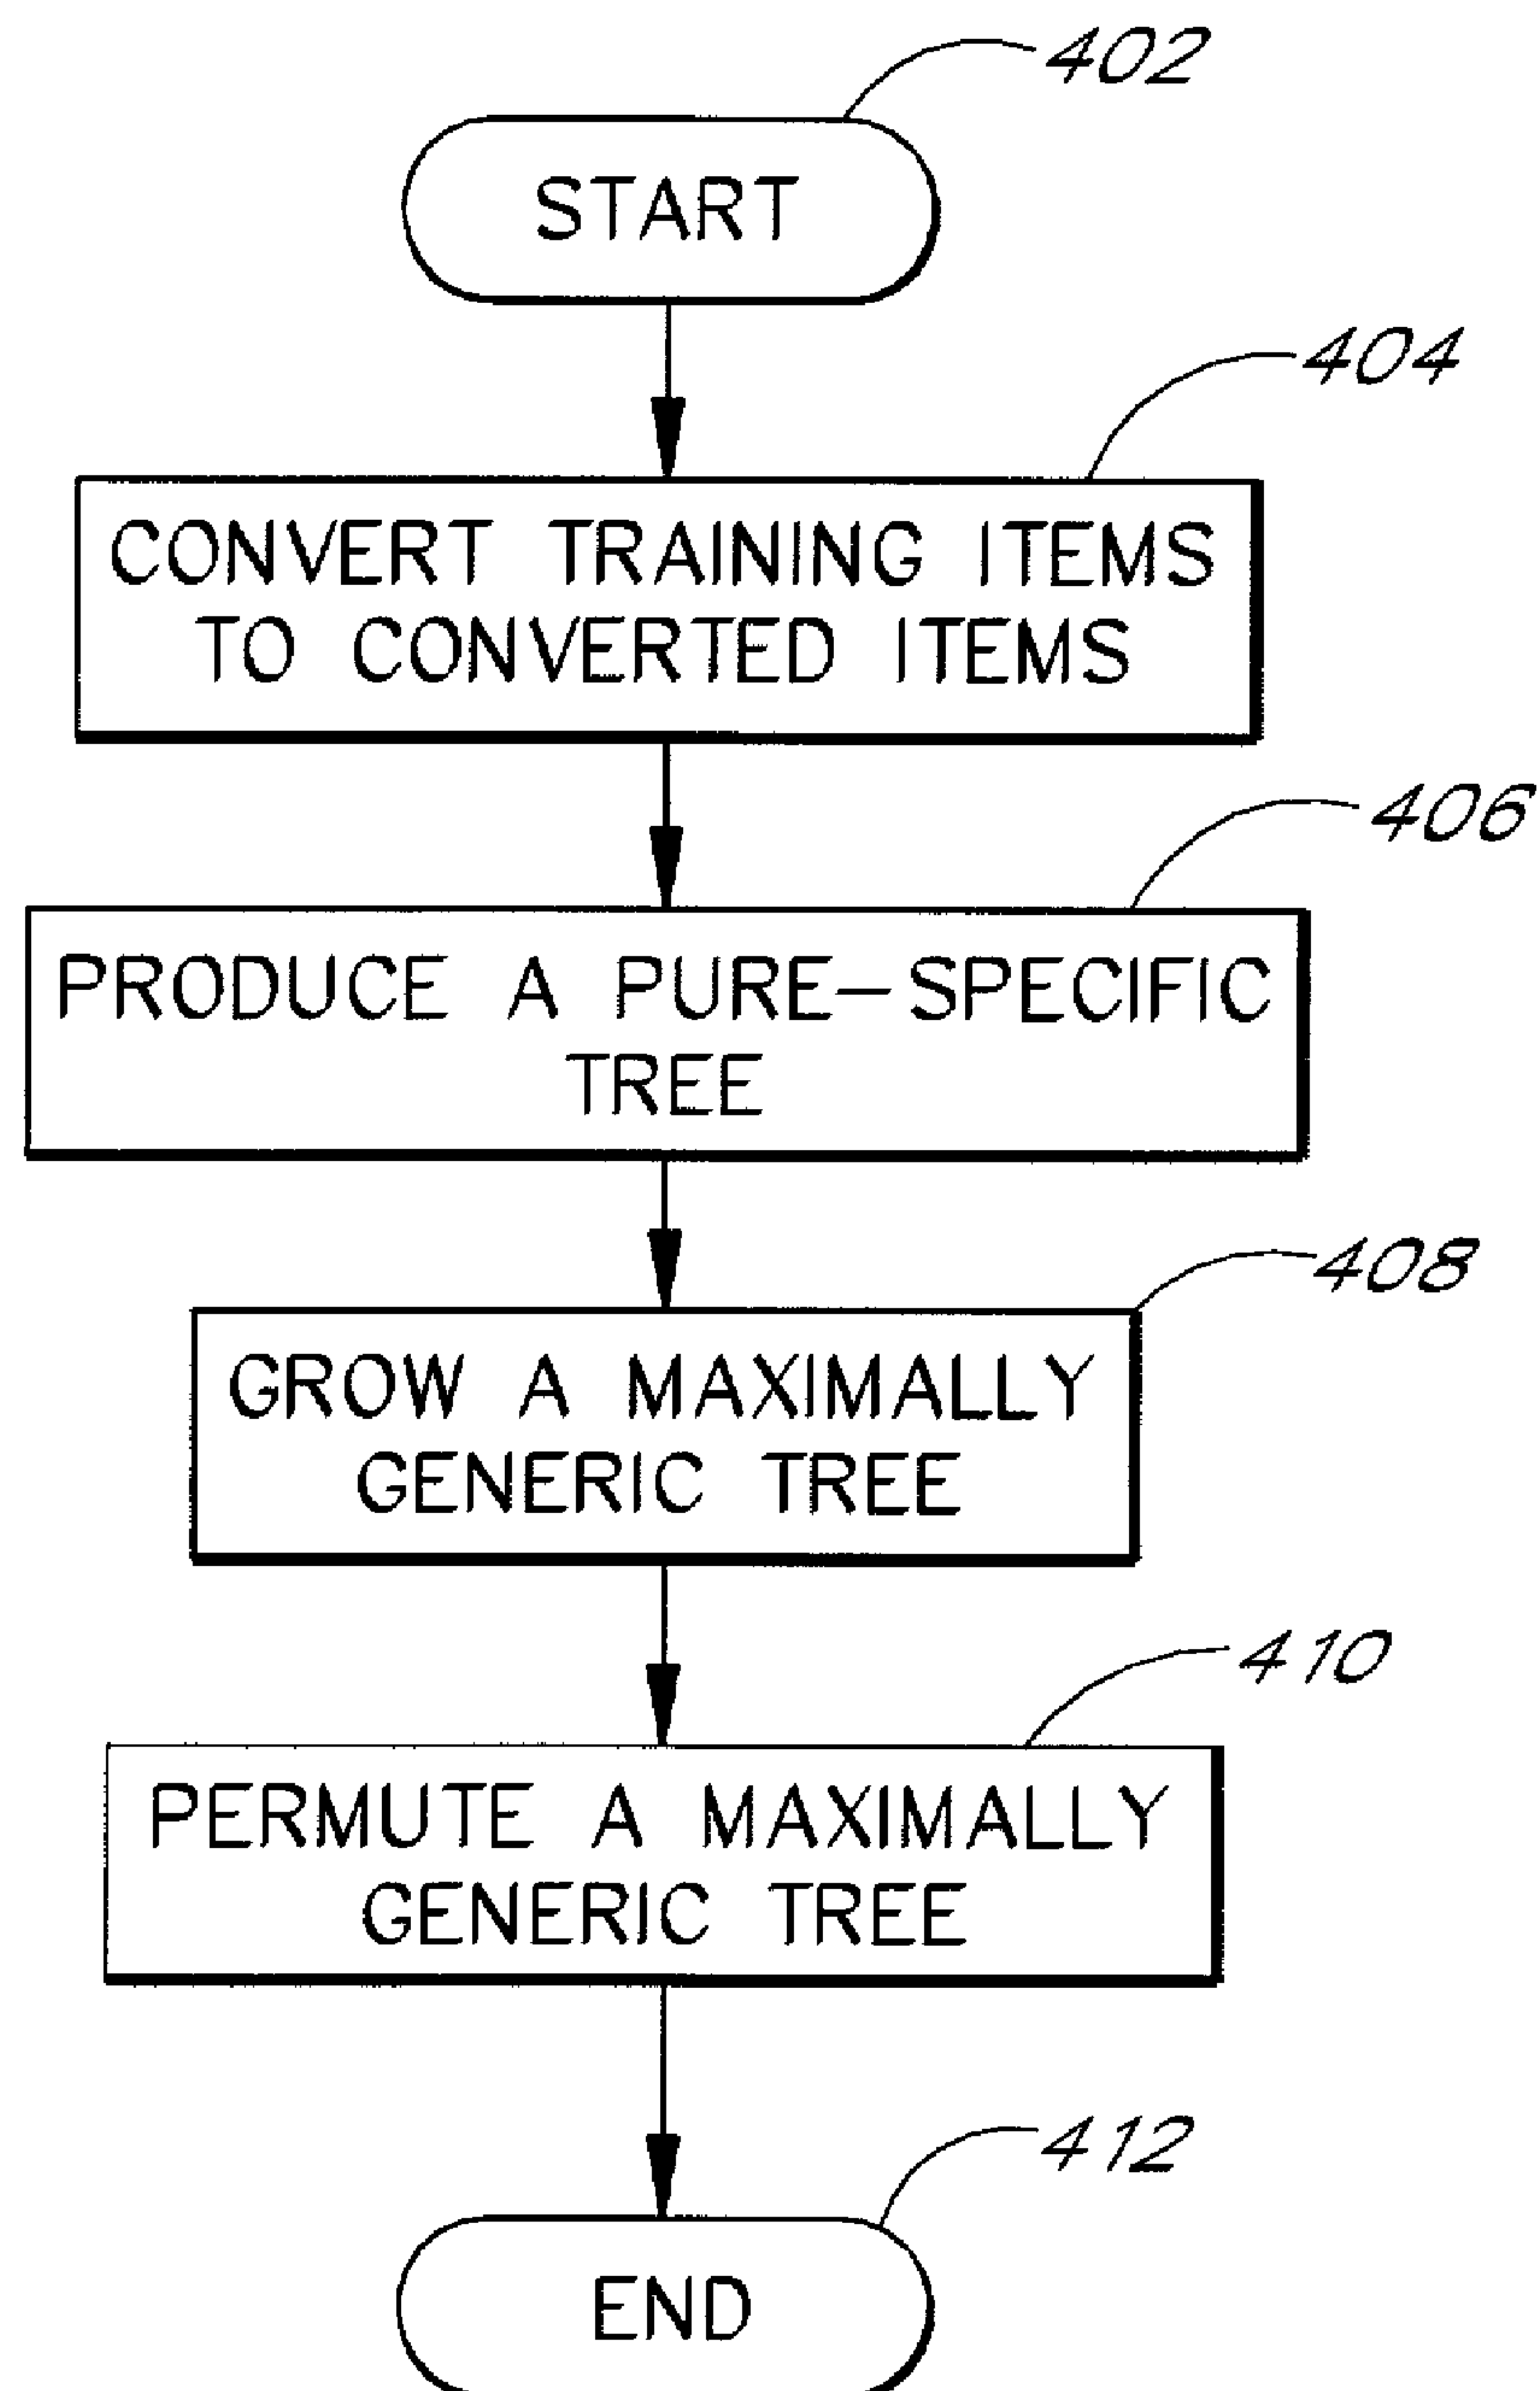 402
START
404
CONVERT TRAINING ITEMS
TO CONVERTED ITEMS
406
PRODUCE A PURE-SPECIFIC
TREE
408
GROW A MAXIMALLY
GENERIC TREE
410
PERMUTE A MAXIMALLY
GENERIC TREE
412
END